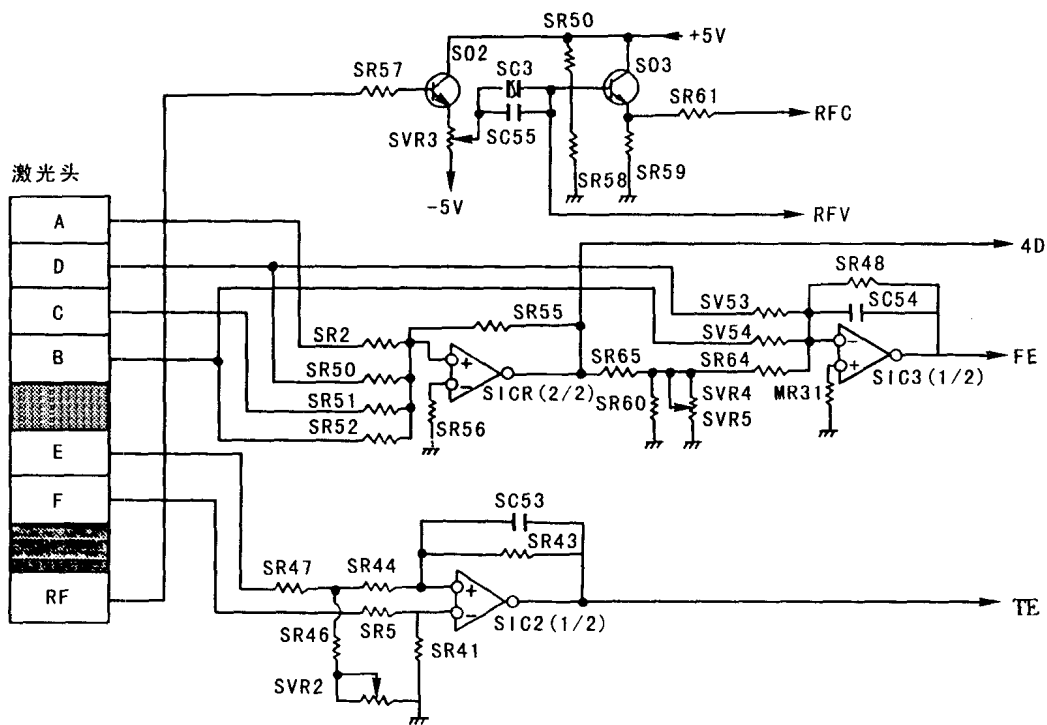 SR50
+5V
SO2
SC3
SO3
SR57
SR61
RFC
SVR3
SC55
SR58
SR59
-5V
RFV
激光头
A
D
C
B
E
F
RF
4D
SR48
SV53
SC54
SR55
SV54
SR2
SR65
SR64
FE
SR50
SICR(2/2)
SVR4
MR31
SIC3(1/2)
SR51
SR60
SVR5
SR52
SR56
SC53
SR43
SR47
SR44
TE
SR46
SR5
SIC2(1/2)
SR41
SVR2
+
−
−
+
+
−